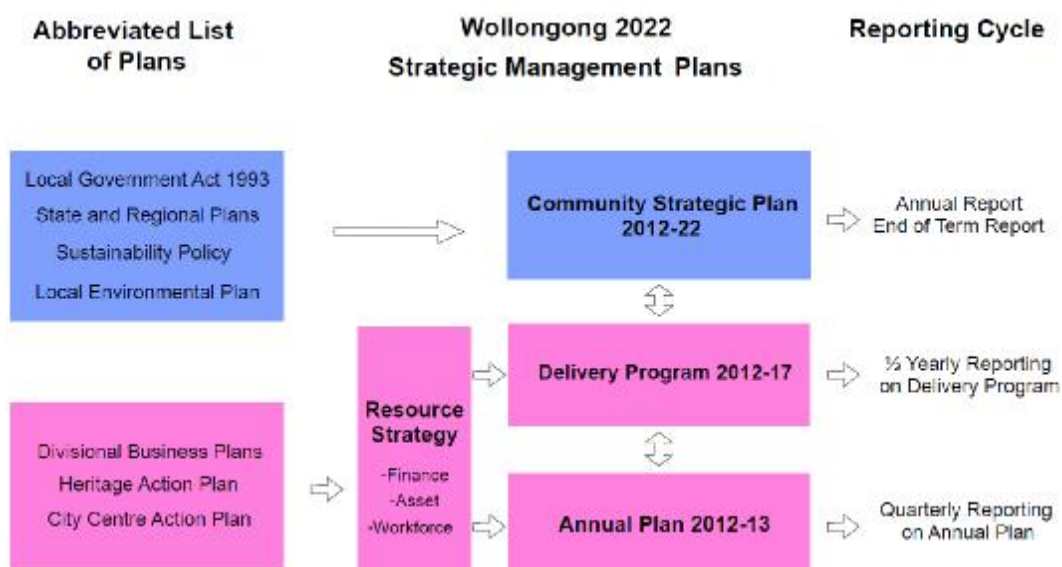 Abbreviated List
of Plans
Wollongong 2022
Strategic Management Plans
Reporting Cycle
Local Government Act 1993
State and Regional Plans
Sustainability Policy
Local Environmental Plan
Community Strategic Plan
2012-22
Annual Report
End of Term Report
Divisional Business Plans
Heritage Action Plan
City Centre Action Plan
Resource
Strategy
-Finance
-Asset
-Workforce
Delivery Program 2012-17
½ Yearly Reporting
on Delivery Program
Annual Plan 2012-13
Quarterly Reporting
on Annual Plan